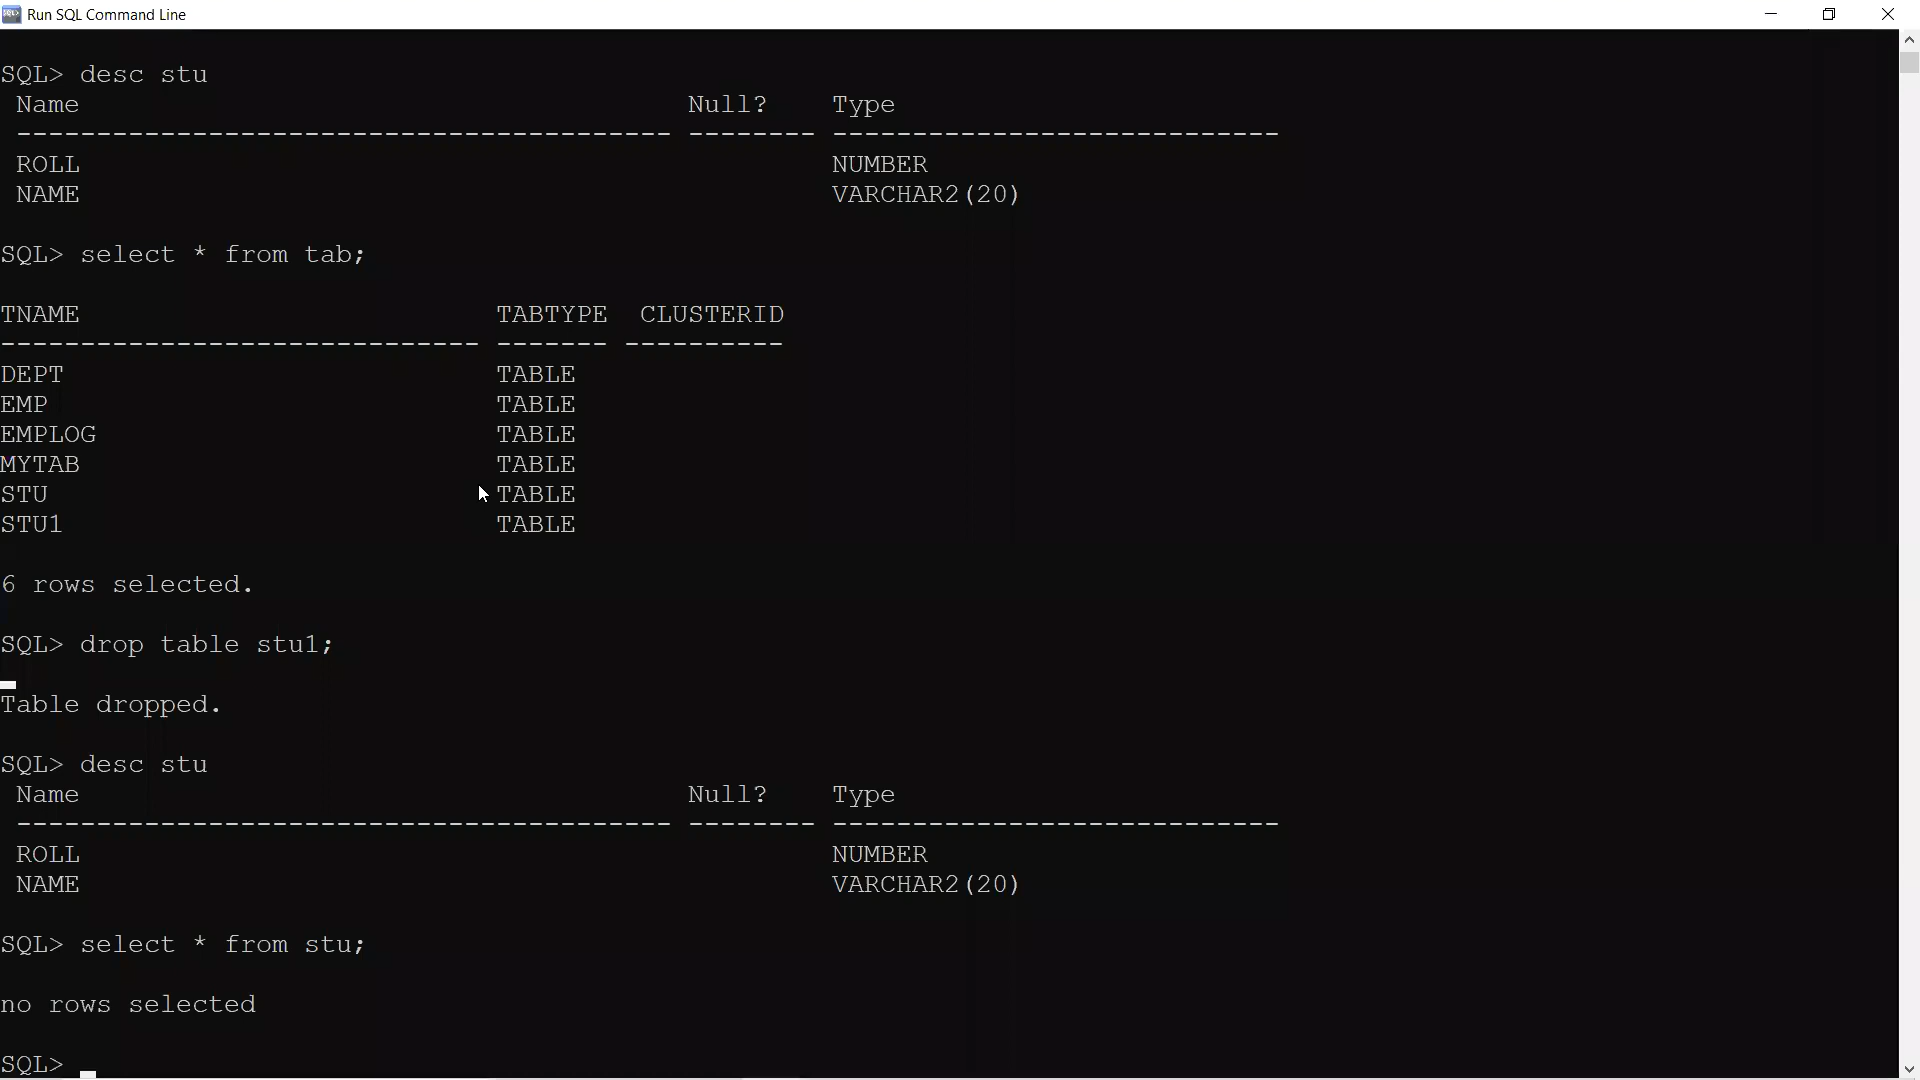 Run SQL Command Line
SQL> desc stu
Name Null? Type
----------------------------------------- -------- ----------------------------
ROLL NUMBER
NAME VARCHAR2(20)
SQL> select * from tab;
TNAME TABTYPE CLUSTERID
------------------------------ ------- ----------
DEPT TABLE
EMP TABLE
EMPLOG TABLE
MYTAB TABLE
STU TABLE
STU1 TABLE
6 rows selected.
SQL> drop table stu1;
Table dropped.
SQL> desc stu
Name Null? Type
----------------------------------------- -------- ----------------------------
ROLL NUMBER
NAME VARCHAR2(20)
SQL> select * from stu;
no rows selected
SQL>